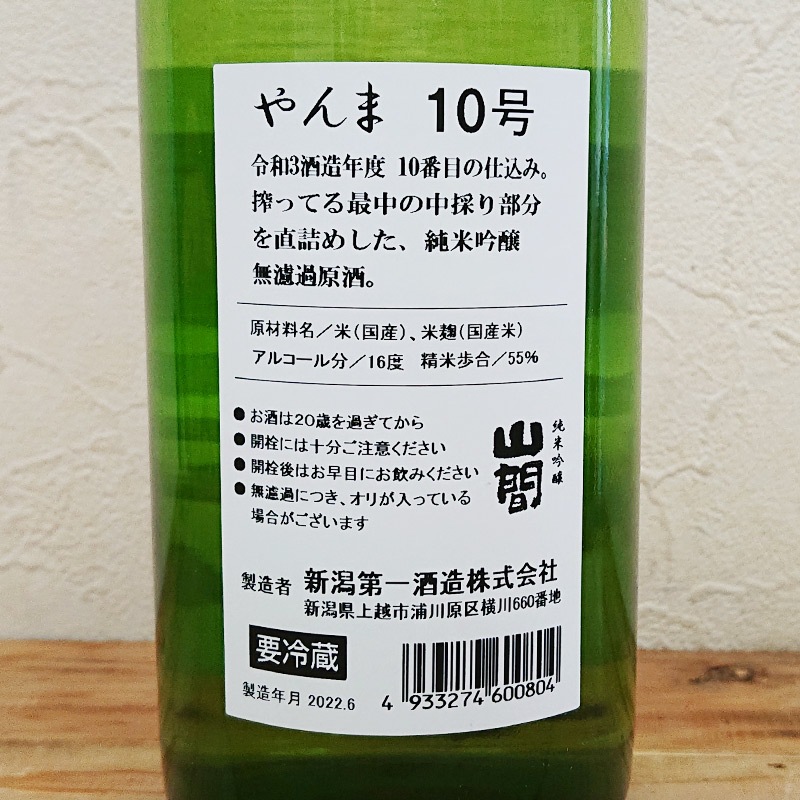 やんま 10号
令和3酒造年度 10番目の仕込み。
搾ってる最中の中採り部分
を直詰めした、純米吟醸
無濾過原酒。
原材料名／米（国産）、米麹（国産米）
アルコール分／16度 精米歩合／55%
●お酒は20歳を過ぎてから
●開栓には十分ご注意ください
●開栓後はお早目にお飲みください
●無濾過につき、オリが入っている
場合がございます
純米吟醸
山間
製造者 新潟第一酒造株式会社
新潟県上越市浦川原区横川660番地
要冷蔵
製造年月 2022.6
4 933274 600804